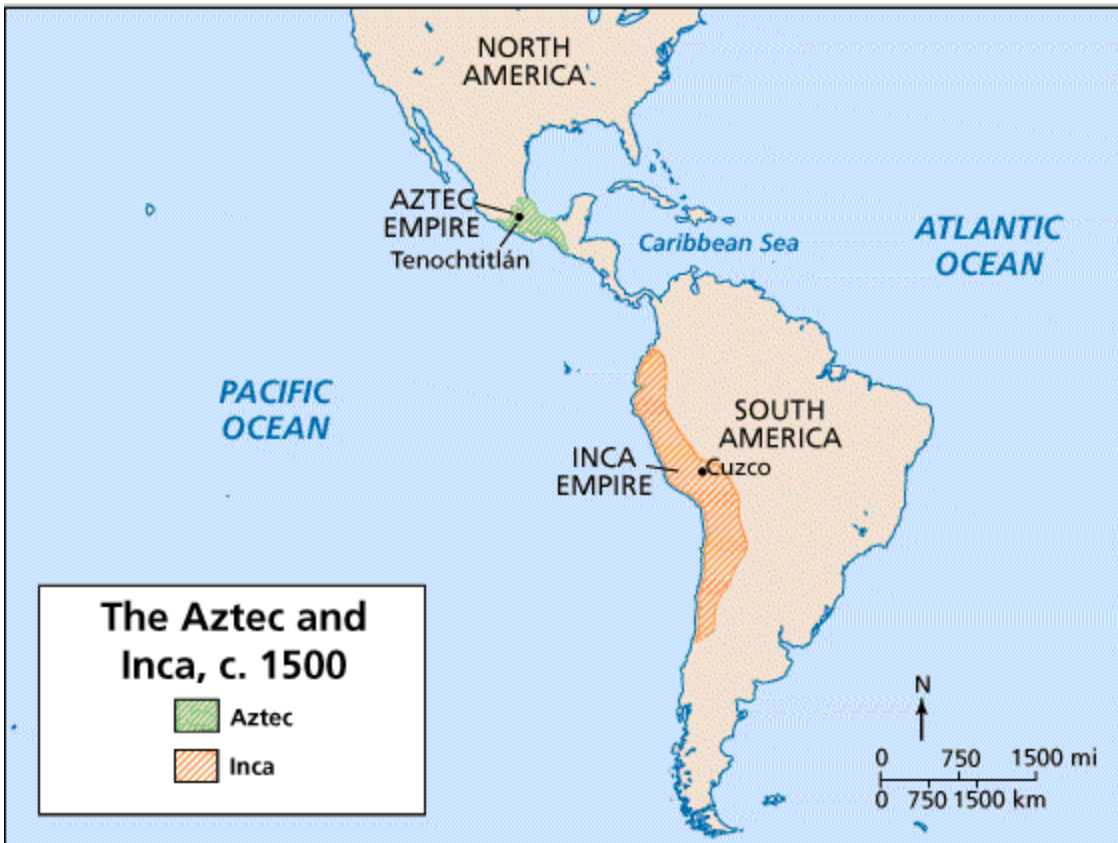 NORTH
AMERICA
AZTEC
EMPIRE
Tenochtitlán
Caribbean Sea
ATLANTIC
OCEAN
PACIFIC
OCEAN
SOUTH
AMERICA
INCA
EMPIRE
Cuzco
The Aztec and
Inca, c. 1500
Aztec
Inca
N
0 750 1500 mi
0 750 1500 km